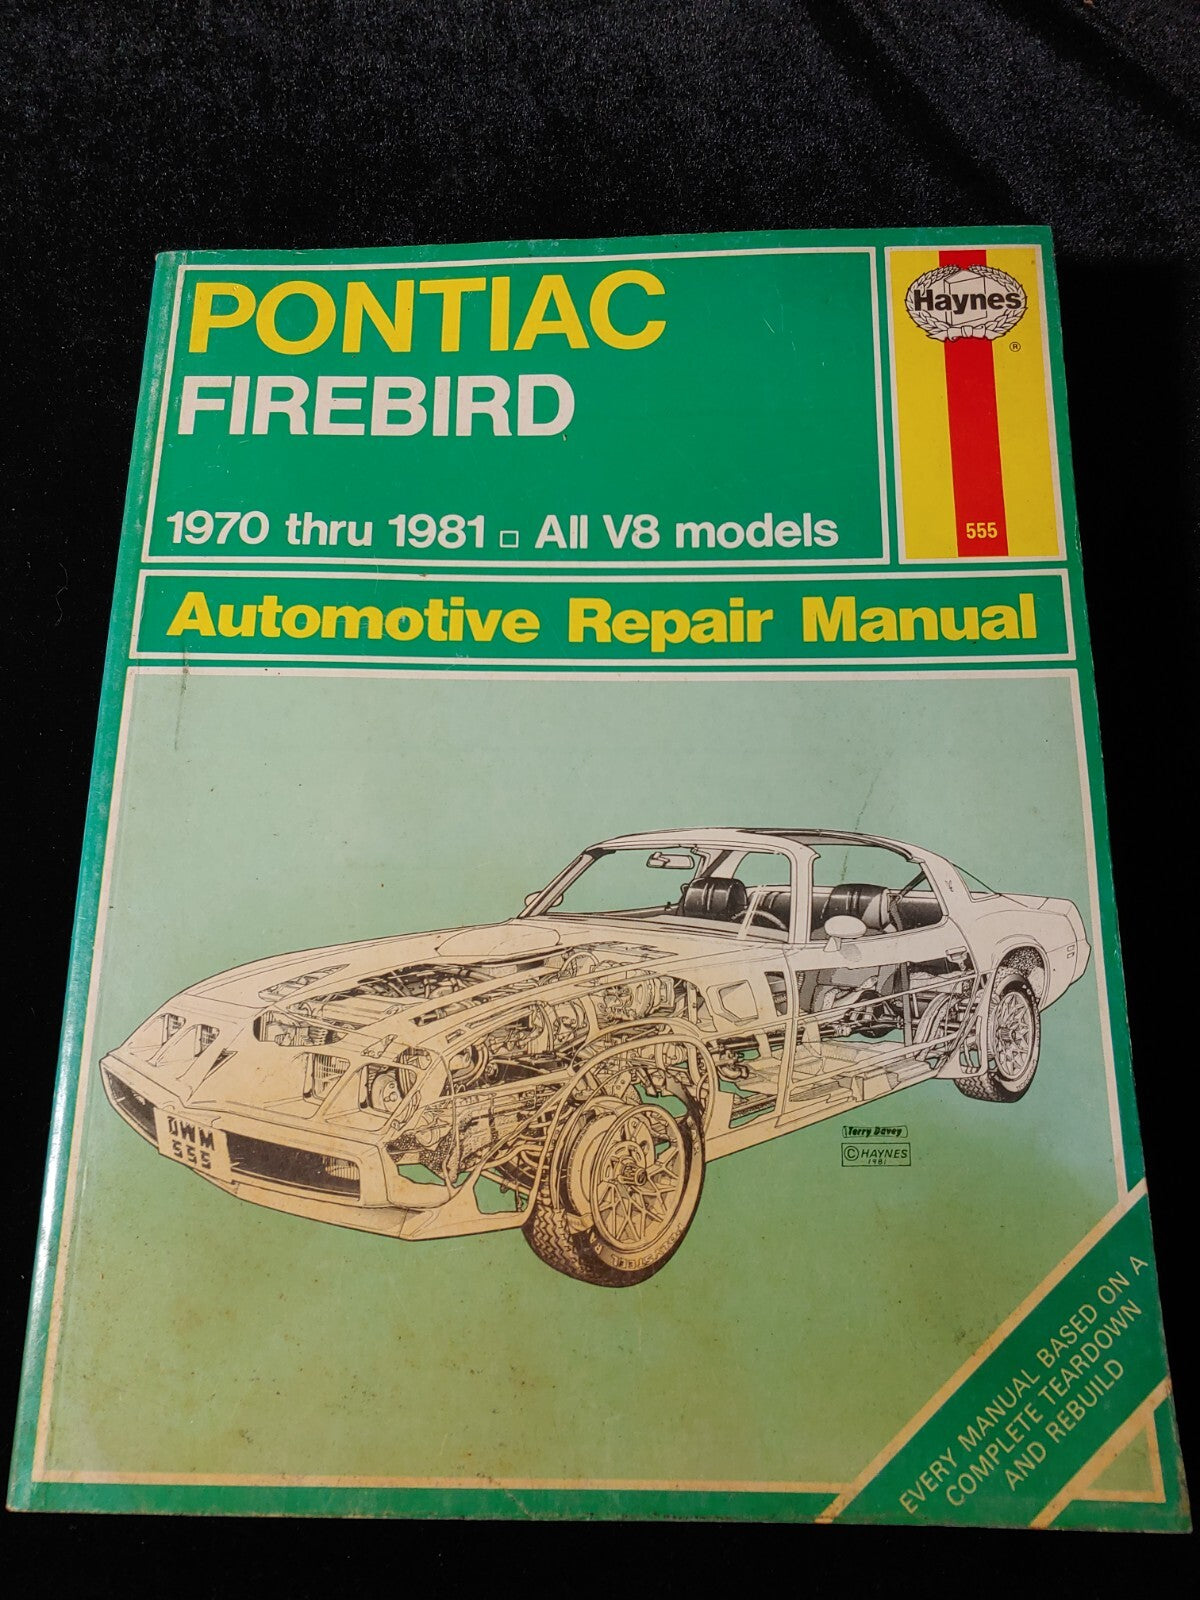 PONTIAC
FIREBIRD
1970 thru 1981 □ All V8 models
Haynes
®
555
Automotive Repair Manual
OWM
555
Terry Davey
© HAYNES
1981
EVERY MANUAL BASED ON A
COMPLETE TEARDOWN
AND REBUILD